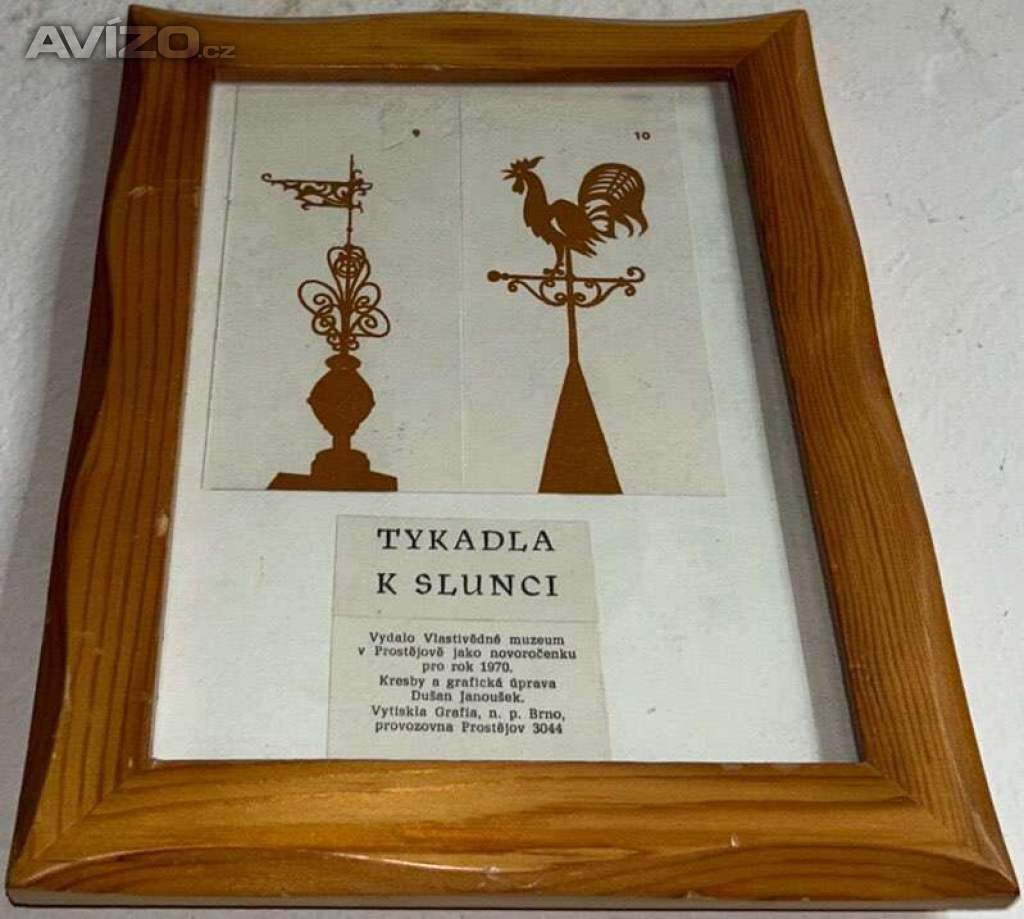 AVÍZO.cz
9
10
TYKADLA
K SLUNCI
Vydalo Vlastivědné muzeum
v Prostějově jako novoročenku
pro rok 1970.
Kresby a grafická úprava
Dušan Janoušek.
Vytiskla Grafia, n. p. Brno,
provozovna Prostějov 3044